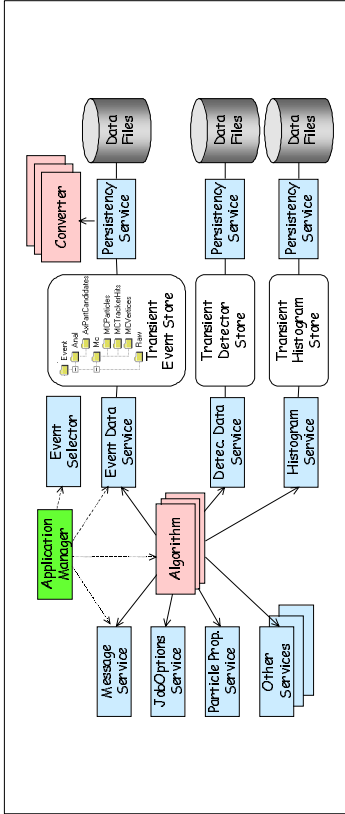 Converter
Application
Manager
Event
Selector
Message
Service
Event Data
Service
Event
Anal
AxPartCandidates
Mc
MCParticles
MCTrackerHits
MCVertices
Raw
Transient
Event Store
Persistency
Service
Data
Files
JobOptions
Service
Algorithm
Particle Prop.
Service
Detec. Data
Service
Transient
Detector
Store
Persistency
Service
Data
Files
Other
Services
Histogram
Service
Transient
Histogram
Store
Persistency
Service
Data
Files